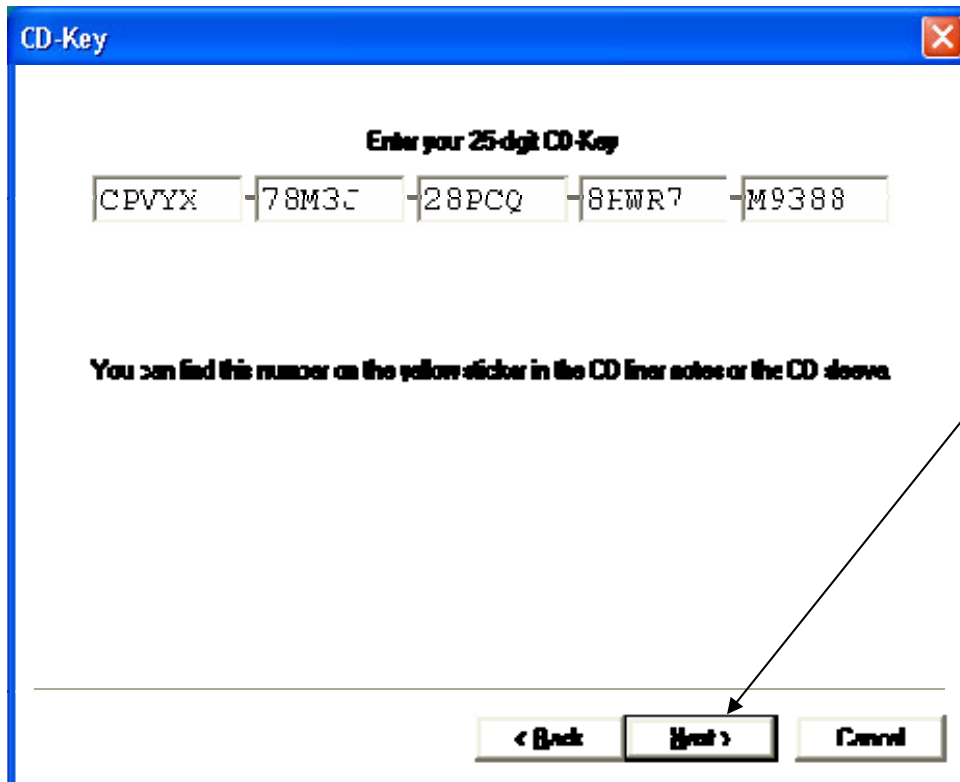 CD-Key
Enter your 25-digit CD-Key
CPVYX - - 28PCQ - - M9388
You can find this number on the yellow sticker in the CD liner notes or the CD sleeve.
< Back Next > Cancel